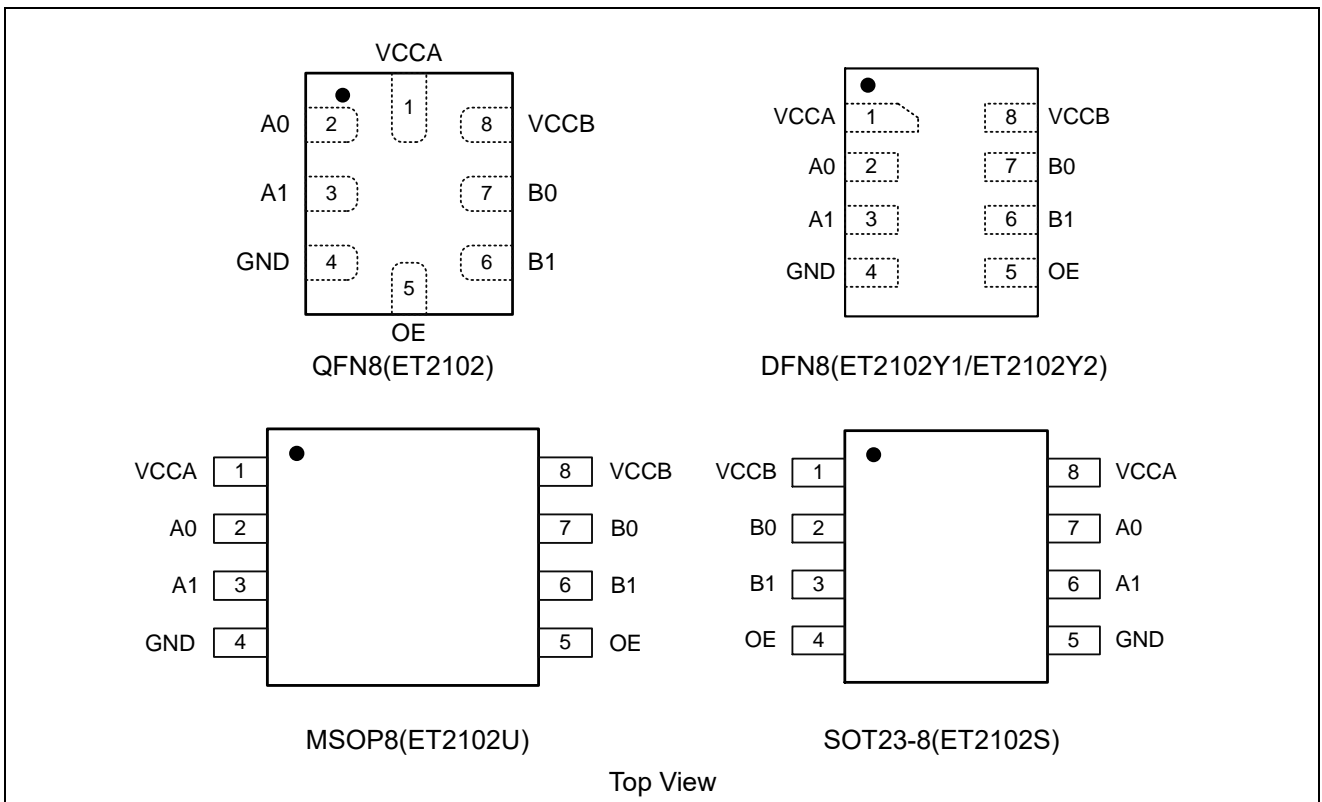 VCCA
1
A0 2 8 VCCB
A1 3 7 B0
GND 4 6 B1
5
OE
QFN8(ET2102)
VCCA 1 8 VCCB
A0 2 7 B0
A1 3 6 B1
GND 4 5 OE
DFN8(ET2102Y1/ET2102Y2)
VCCA 1 8 VCCB
A0 2 7 B0
A1 3 6 B1
GND 4 5 OE
MSOP8(ET2102U)
VCCB 1 8 VCCA
B0 2 7 A0
B1 3 6 A1
OE 4 5 GND
SOT23-8(ET2102S)
Top View